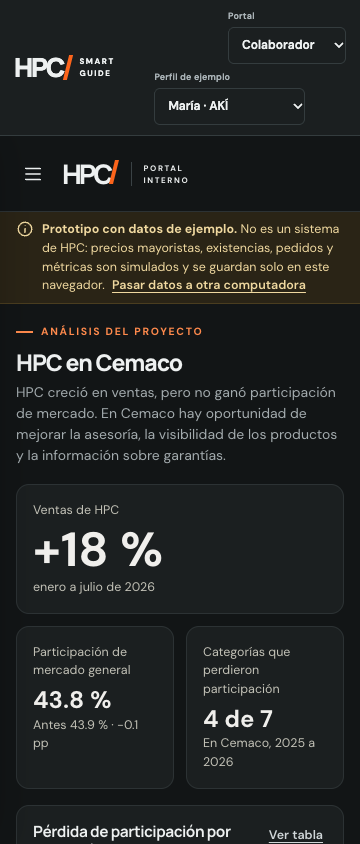 Portal
Colaborador
HPC/ SMART
GUIDE
Perfil de ejemplo
María · AKÍ
HPC/ PORTAL
INTERNO
Prototipo con datos de ejemplo. No es un sistema
de HPC: precios mayoristas, existencias, pedidos y
métricas son simulados y se guardan solo en este
navegador. Pasar datos a otra computadora
ANÁLISIS DEL PROYECTO
HPC en Cemaco
HPC creció en ventas, pero no ganó participación
de mercado. En Cemaco hay oportunidad de
mejorar la asesoría, la visibilidad de los productos
y la información sobre garantías.
Ventas de HPC
+18 %
enero a julio de 2026
Participación de
mercado general
43.8 %
Antes 43.9 % · −0.1
pp
Categorías que
perdieron
participación
4 de 7
En Cemaco, 2025 a
2026
Pérdida de participación por
Ver tabla